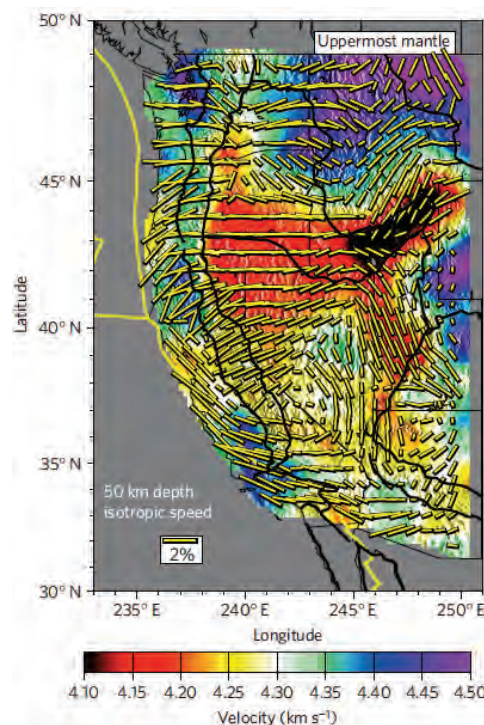 50° N
Uppermost mantle
45° N
Latitude
40° N
35° N
50 km depth
isotropic speed
2%
30° N
235° E 240° E 245° E 250° E
Longitude
4.10 4.15 4.20 4.25 4.30 4.35 4.40 4.45 4.50
Velocity (km s⁻¹)